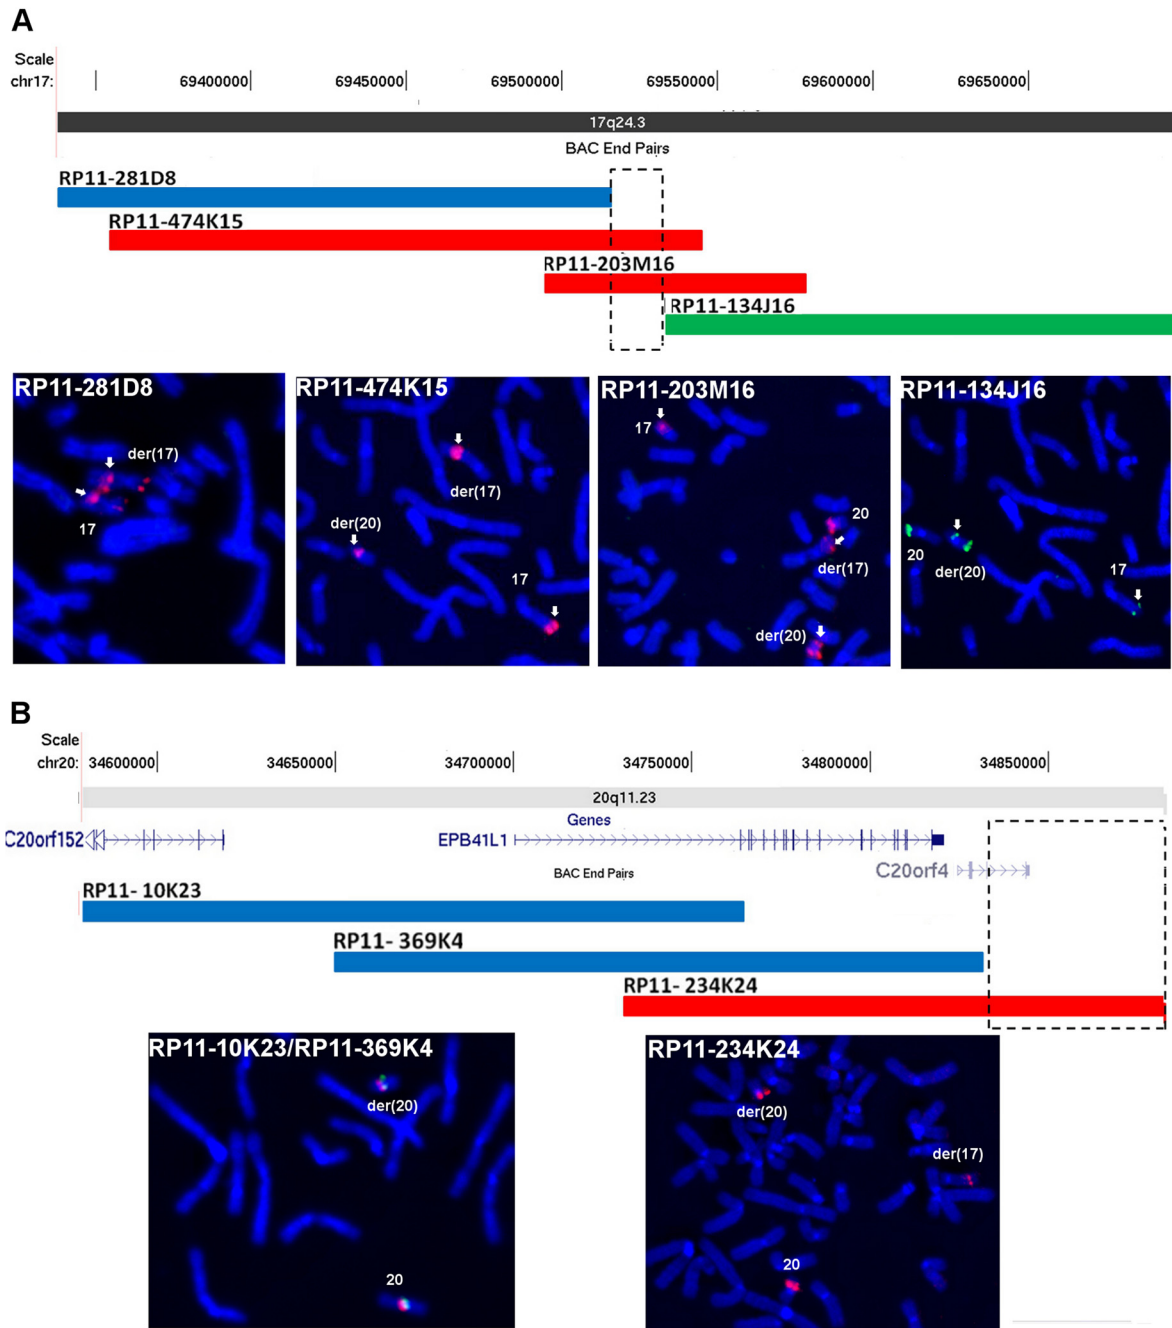 A
Scale
chr17: 69400000 69450000 69500000 69550000 69600000 69650000
17q24.3
BAC End Pairs
RP11-281D8
RP11-474K15
RP11-203M16
RP11-134J16
RP11-281D8 RP11-474K15 RP11-203M16 RP11-134J16
der(17)
17
der(17)
der(20)
17
17
20
der(17)
der(20)
20
der(20)
17
B
Scale
chr20: 34600000 34650000 34700000 34750000 34800000 34850000
20q11.23
Genes
C20orf152 EPB41L1
C20orf4
BAC End Pairs
RP11- 10K23
RP11- 369K4
RP11- 234K24
RP11-10K23/RP11-369K4 RP11-234K24
der(20)
20
der(20)
der(17)
20